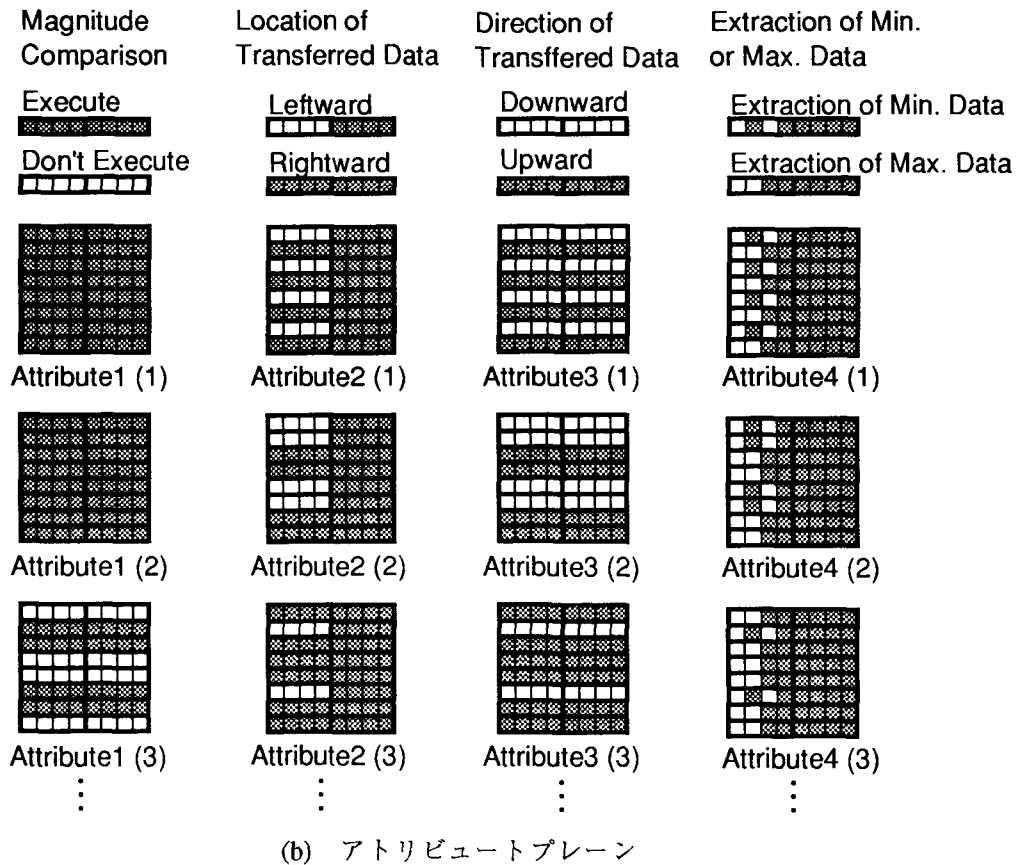 Magnitude
Comparison
Location of
Transferred Data
Direction of
Transffered Data
Extraction of Min.
or Max. Data
Execute
Leftward
Downward
Extraction of Min. Data
Don't Execute
Rightward
Upward
Extraction of Max. Data
Attribute1 (1)
Attribute2 (1)
Attribute3 (1)
Attribute4 (1)
Attribute1 (2)
Attribute2 (2)
Attribute3 (2)
Attribute4 (2)
Attribute1 (3)
Attribute2 (3)
Attribute3 (3)
Attribute4 (3)
(b) アトリビュートプレーン